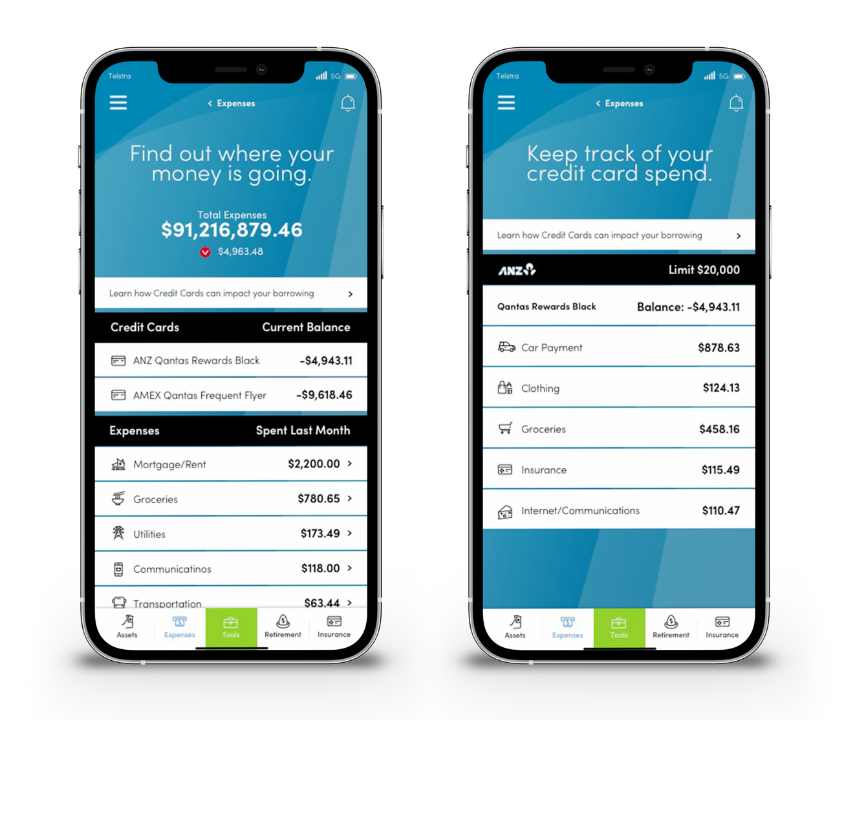 Telstra
5G
Expenses
Find out where your
money is going.
Total Expenses
$91,216,879.46
$4,963.48
Learn how Credit Cards can impact your borrowing
Credit Cards Current Balance
ANZ Qantas Rewards Black -$4,943.11
AMEX Qantas Frequent Flyer -$9,618.46
Expenses Spent Last Month
Mortgage/Rent $2,200.00
Groceries $780.65
Utilities $173.49
Communicatinos $118.00
Transportation $63.44
Assets Expenses Tools Retirement Insurance
Telstra
5G
Expenses
Keep track of your
credit card spend.
Learn how Credit Cards can impact your borrowing
ANZ Limit $20,000
Qantas Rewards Black Balance: -$4,943.11
Car Payment $878.63
Clothing $124.13
Groceries $458.16
Insurance $115.49
Internet/Communications $110.47
Assets Expenses Tools Retirement Insurance